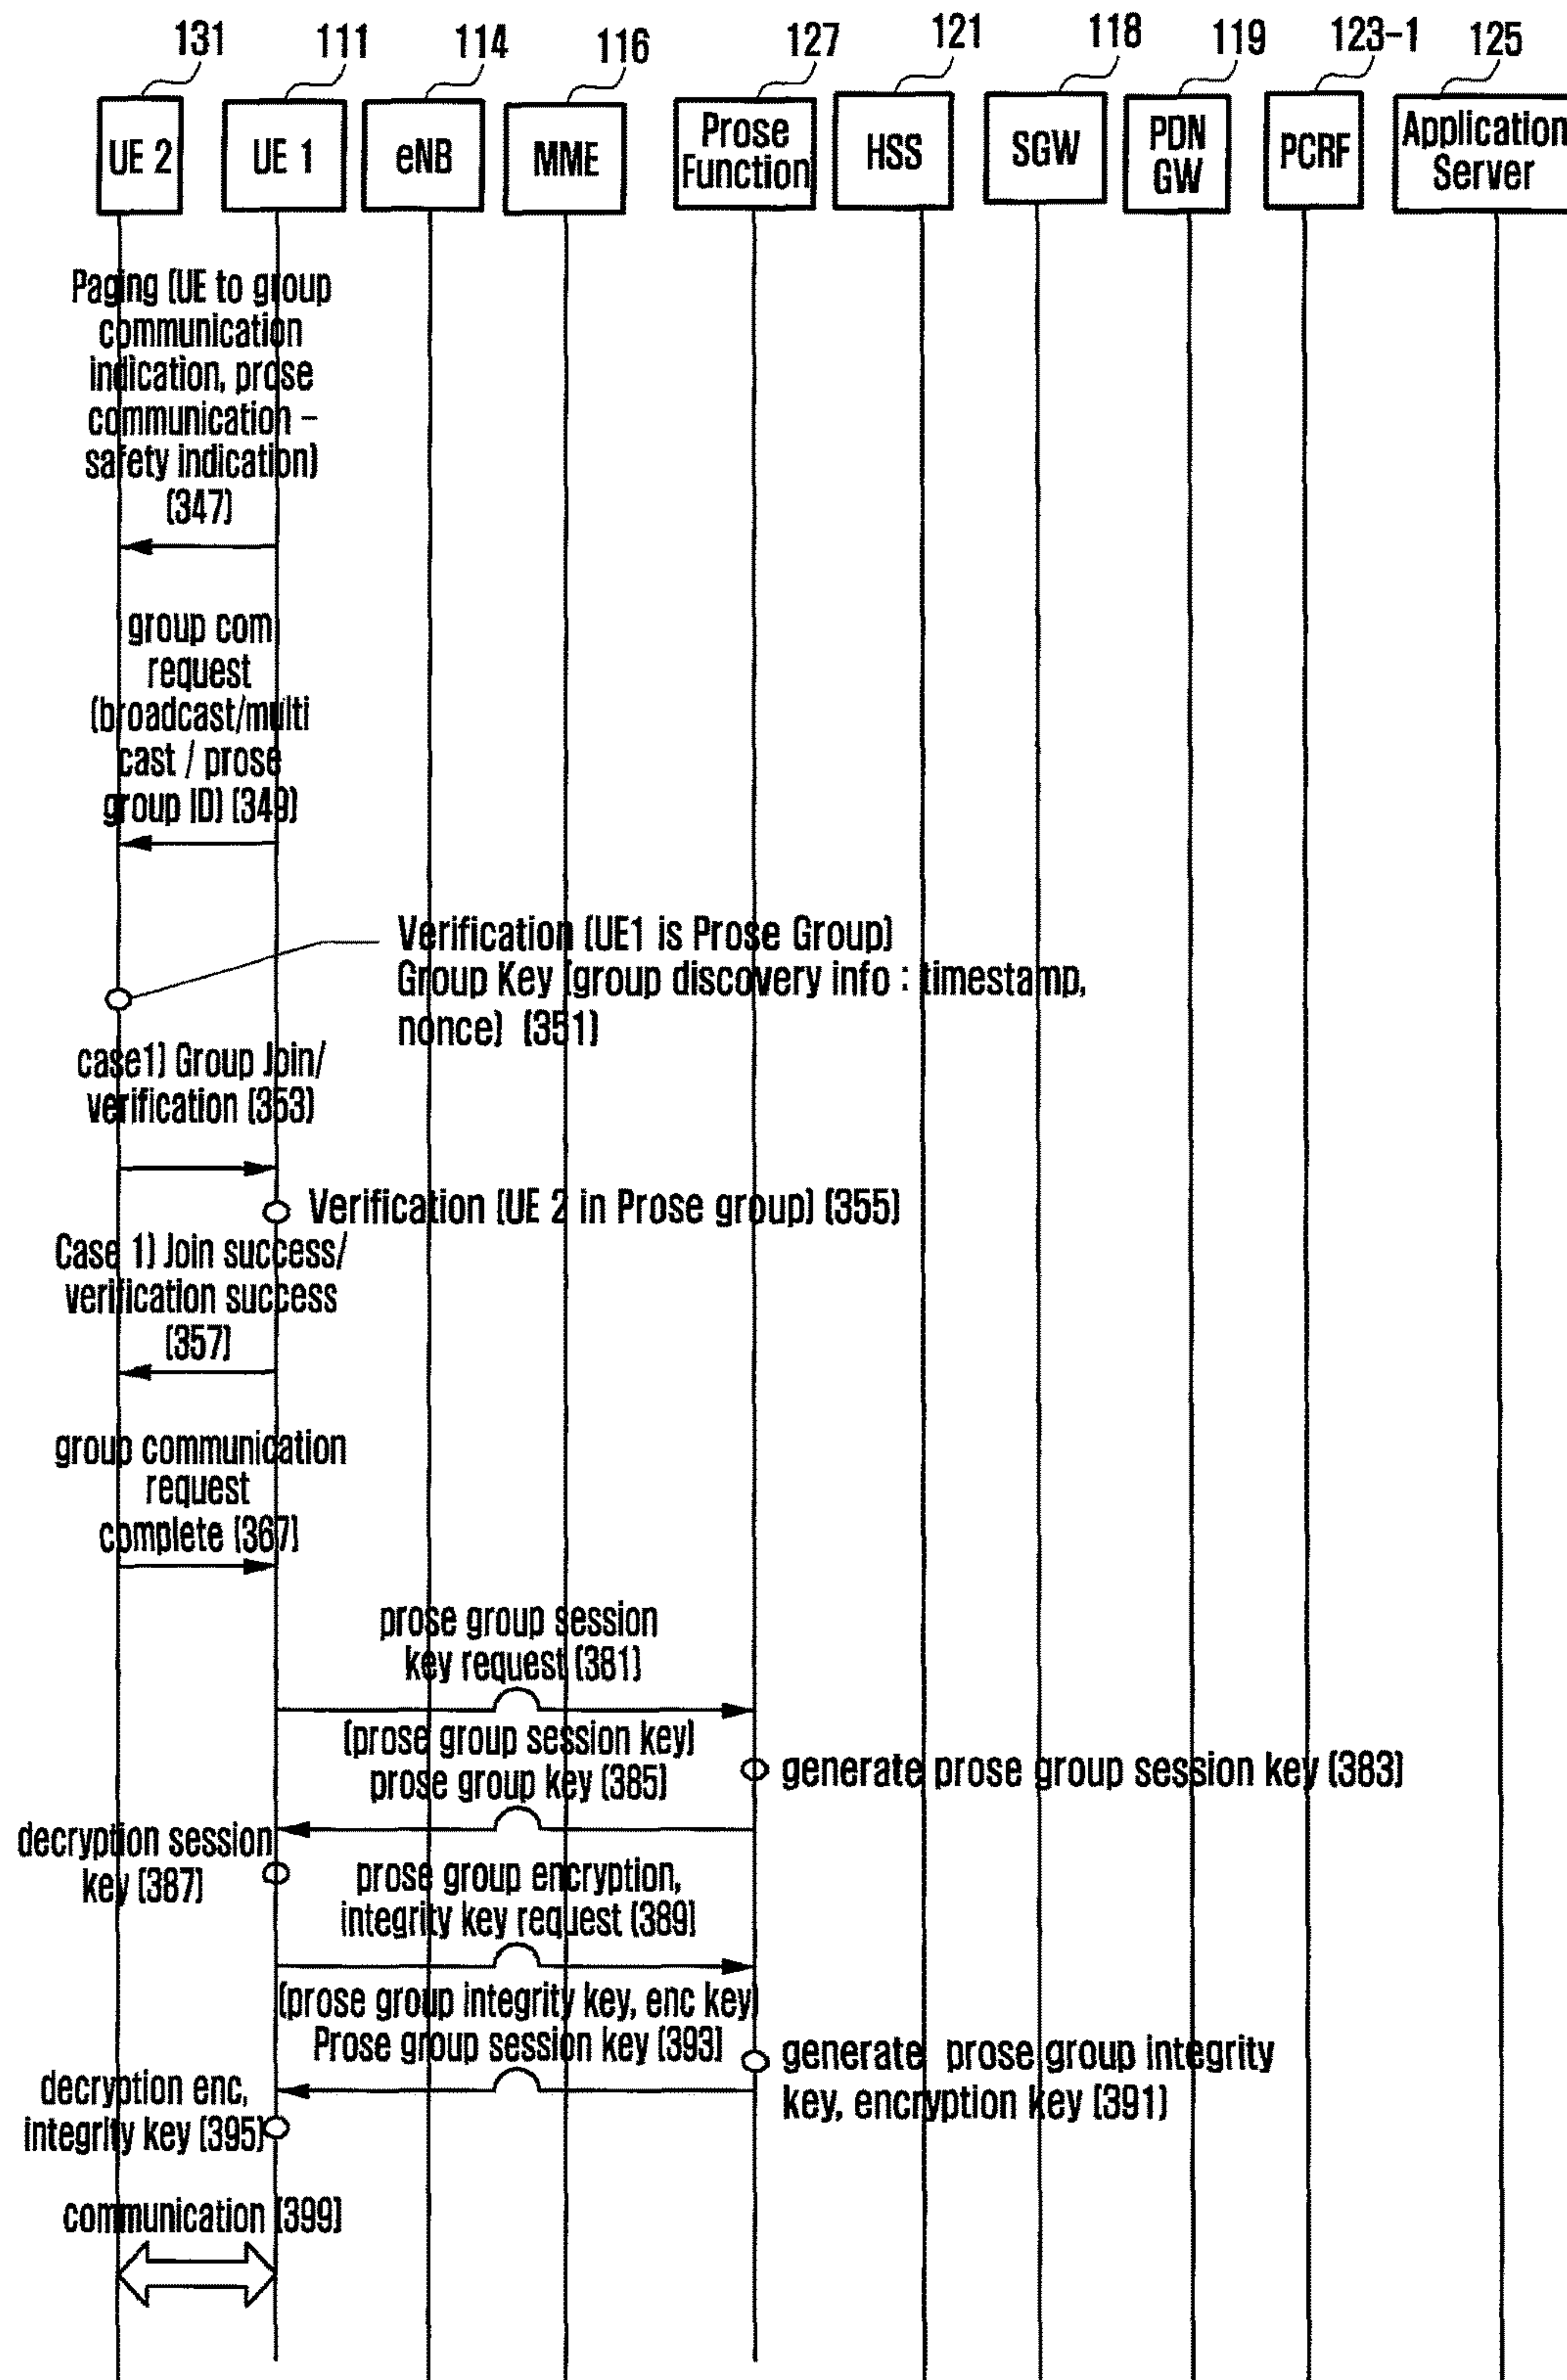 131
111
114
116
127
121
118
119
123-1
125
UE 2
UE 1
eNB
MME
Prose
Function
HSS
SGW
PDN
GW
PCRF
Application
Server
Paging (UE to group
communication
indication, prose
communication –
safety indication)
(347)
group com
request
(broadcast/multi
cast / prose
group ID) (349)
Verification (UE1 is Prose Group)
Group Key (group discovery info : timestamp,
nonce) (351)
case1) Group Join/
verification (353)
Verification (UE 2 in Prose group) (355)
Case 1) Join success/
verification success
(357)
group communication
request
complete (367)
prose group session
key request (381)
(prose group session key)
prose group key (385)
generate prose group session key (383)
decryption session
key (387)
prose group encryption,
integrity key request (389)
(prose group integrity key, enc key)
Prose group session key (393)
generate prose group integrity
key, encryption key (391)
decryption enc,
integrity key (395)
communication (399)